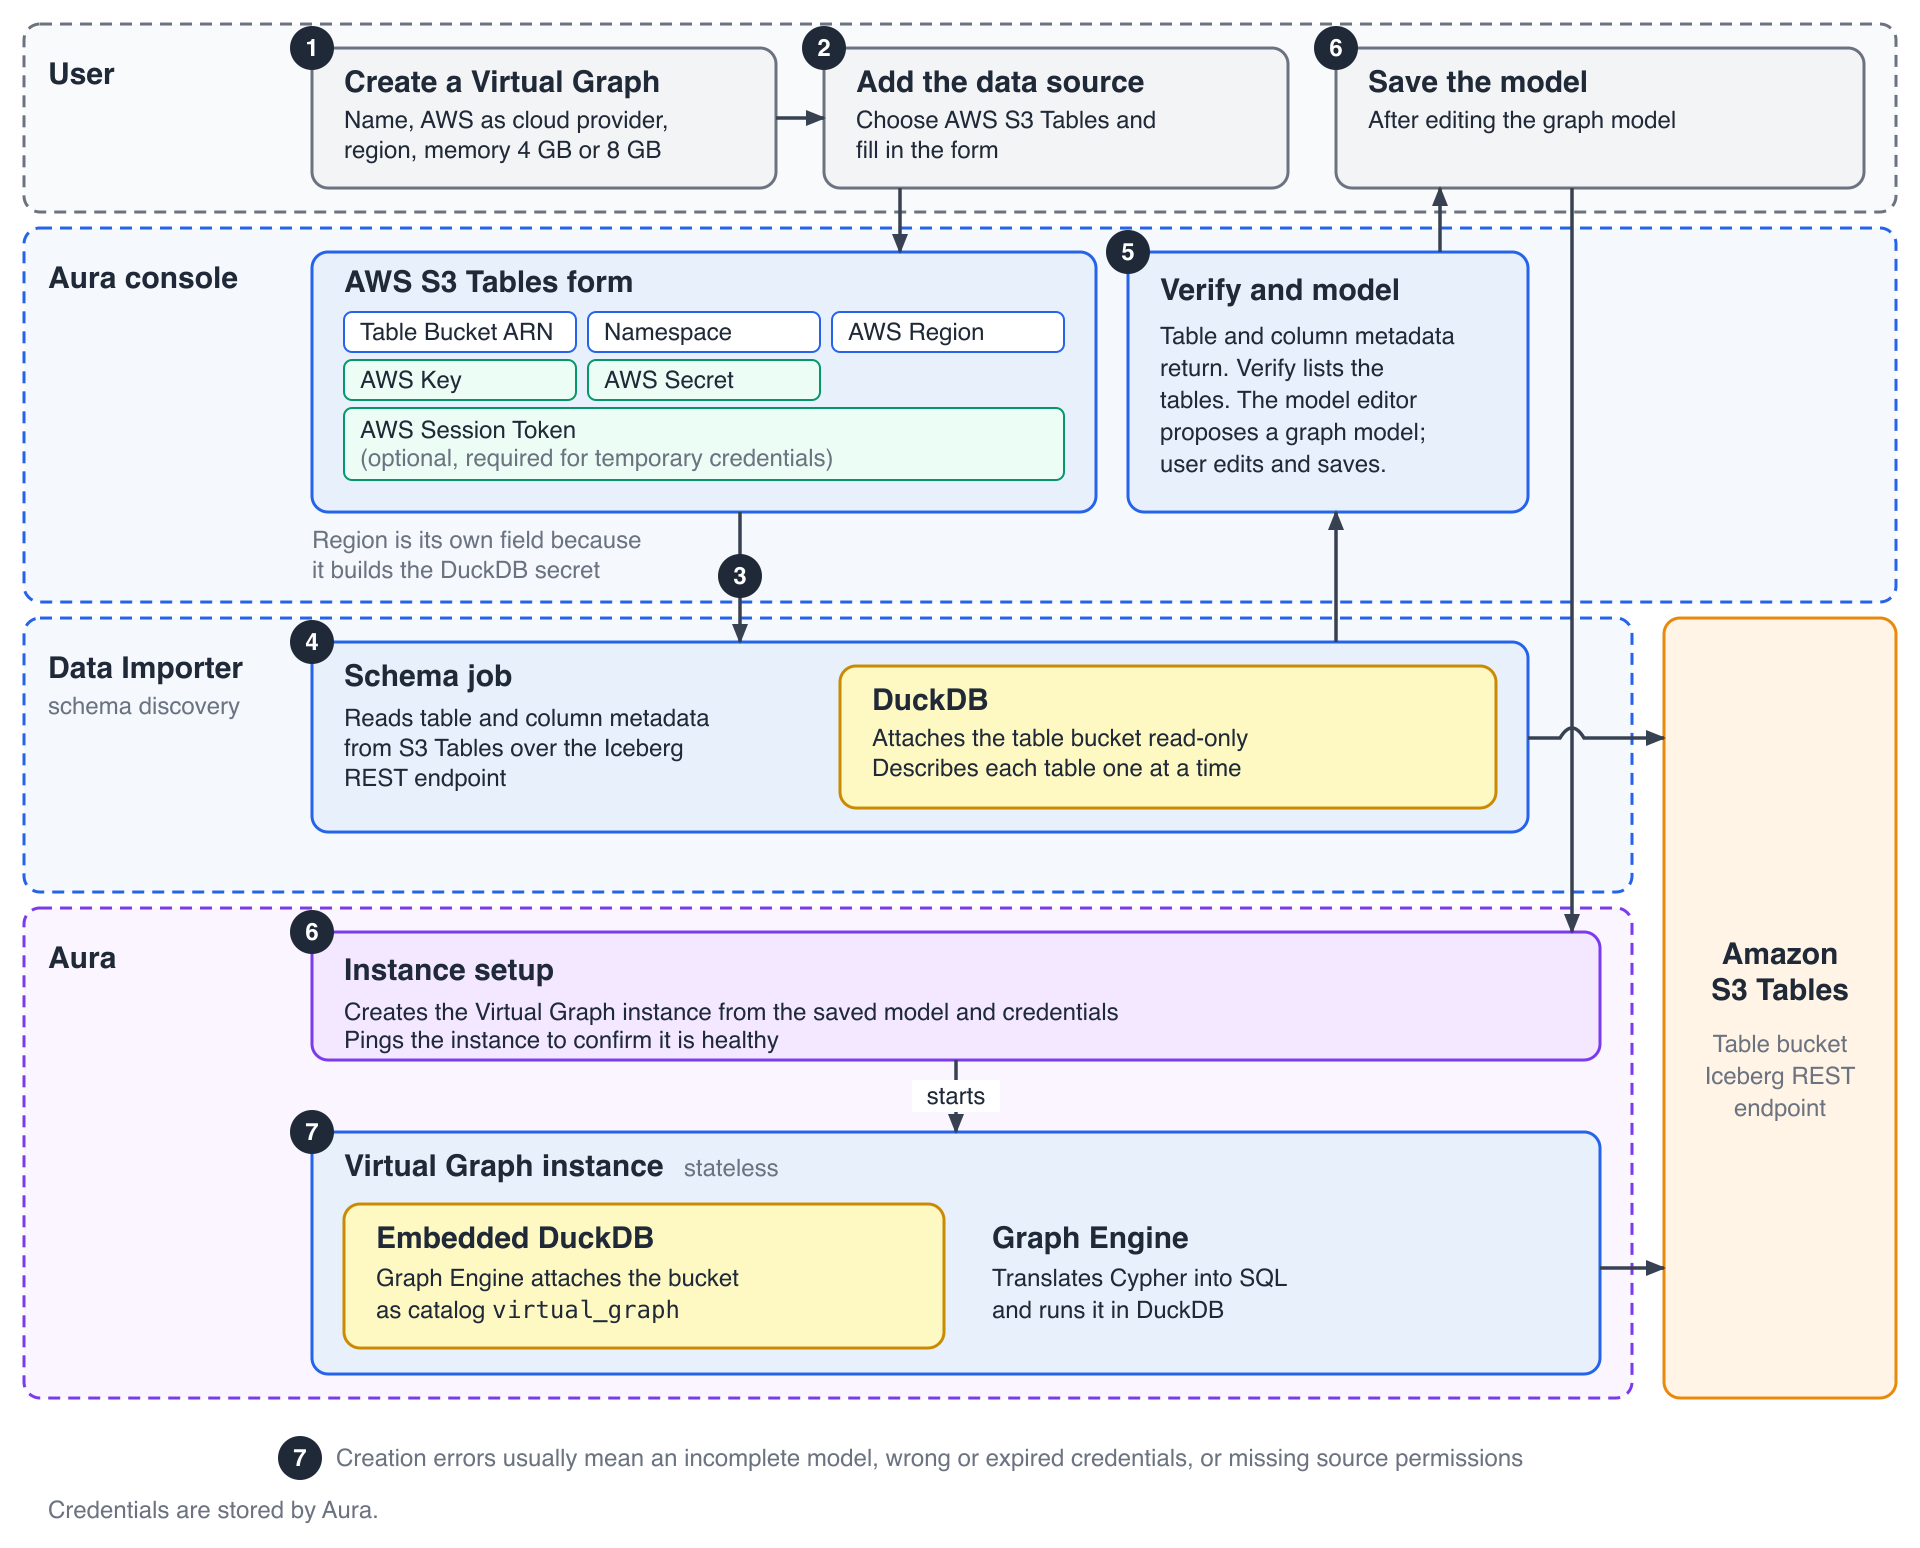 User
1
Create a Virtual Graph
Name, AWS as cloud provider,
region, memory 4 GB or 8 GB
2
Add the data source
Choose AWS S3 Tables and
fill in the form
6
Save the model
After editing the graph model
Aura console
AWS S3 Tables form
Table Bucket ARN
Namespace
AWS Region
AWS Key
AWS Secret
AWS Session Token
(optional, required for temporary credentials)
Region is its own field because
it builds the DuckDB secret
3
5
Verify and model
Table and column metadata
return. Verify lists the
tables. The model editor
proposes a graph model;
user edits and saves.
Data Importer
schema discovery
4
Schema job
Reads table and column metadata
from S3 Tables over the Iceberg
REST endpoint
DuckDB
Attaches the table bucket read-only
Describes each table one at a time
Amazon
S3 Tables
Table bucket
Iceberg REST
endpoint
Aura
6
Instance setup
Creates the Virtual Graph instance from the saved model and credentials
Pings the instance to confirm it is healthy
starts
7
Virtual Graph instance stateless
Embedded DuckDB
Graph Engine attaches the bucket
as catalog virtual_graph
Graph Engine
Translates Cypher into SQL
and runs it in DuckDB
7 Creation errors usually mean an incomplete model, wrong or expired credentials, or missing source permissions
Credentials are stored by Aura.